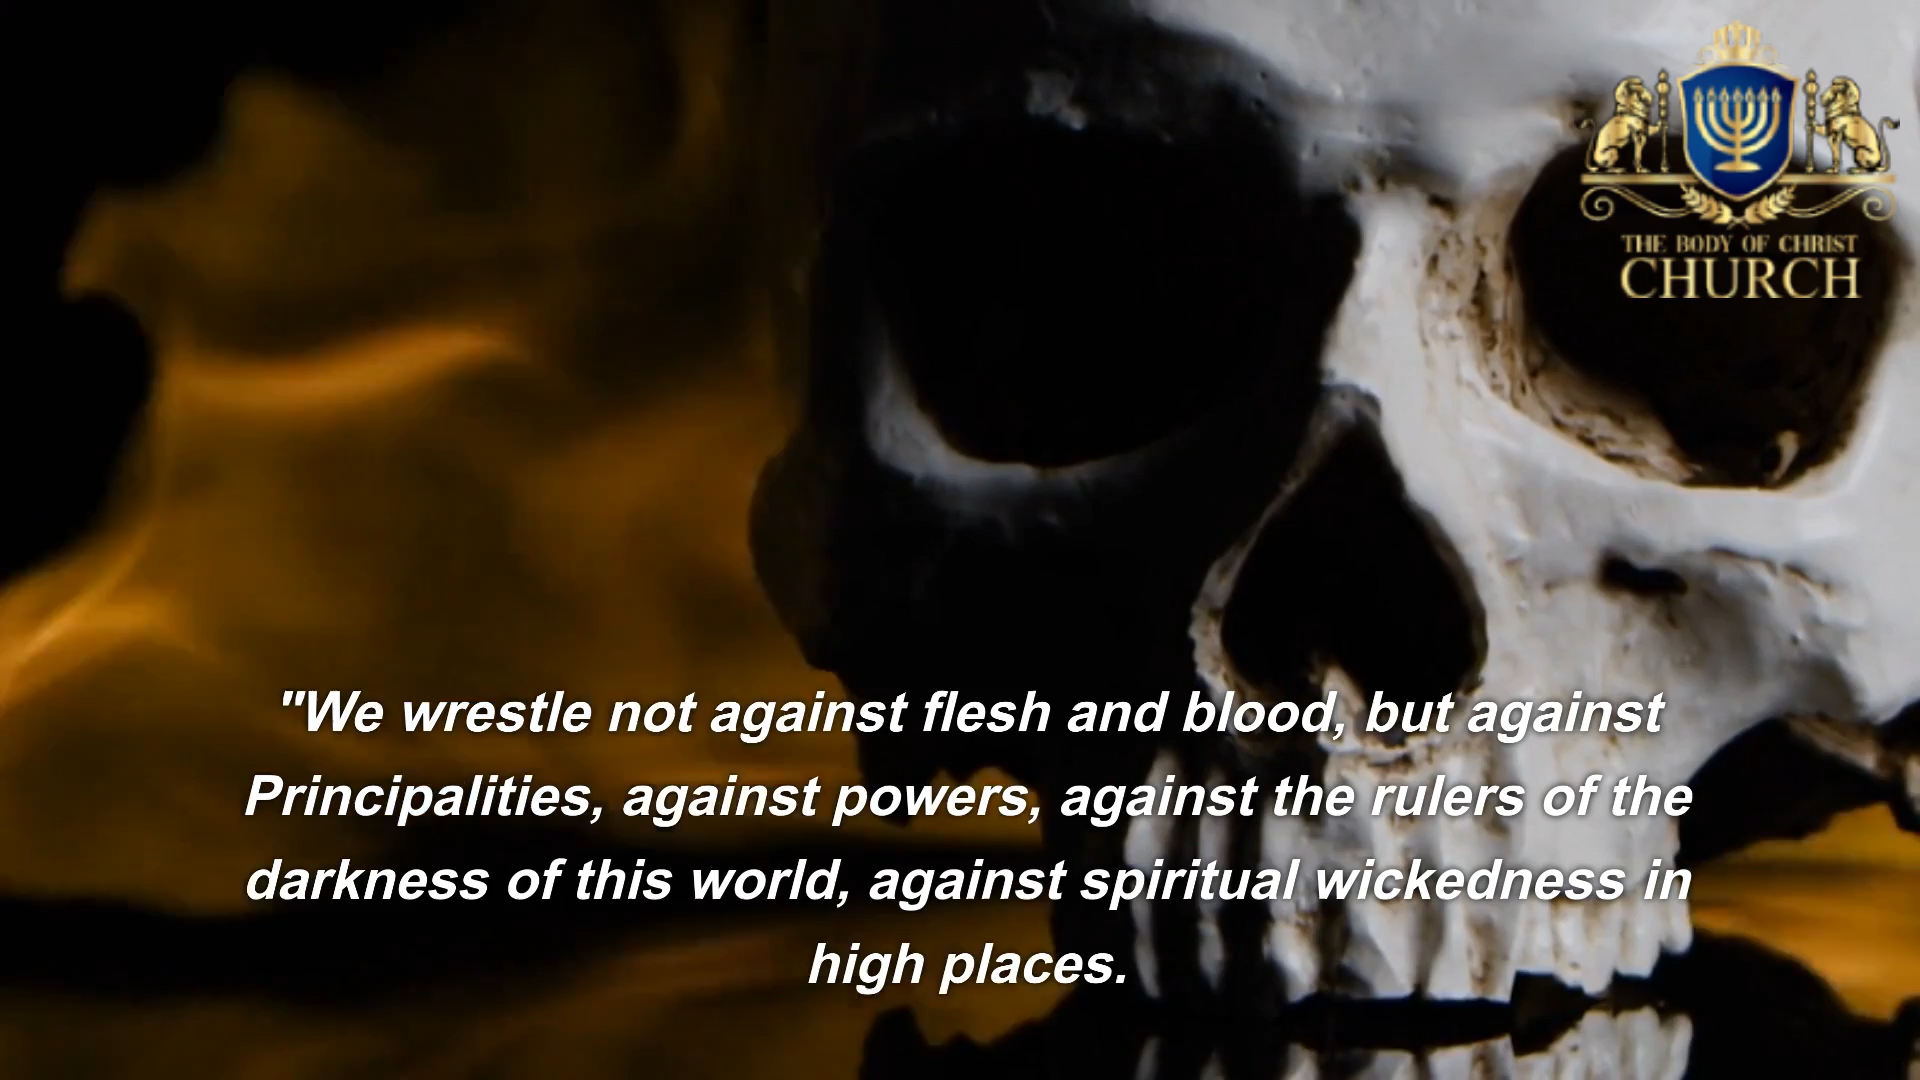 THE BODY OF CHRIST
CHURCH
"We wrestle not against flesh and blood, but against
Principalities, against powers, against the rulers of the
darkness of this world, against spiritual wickedness in
high places.